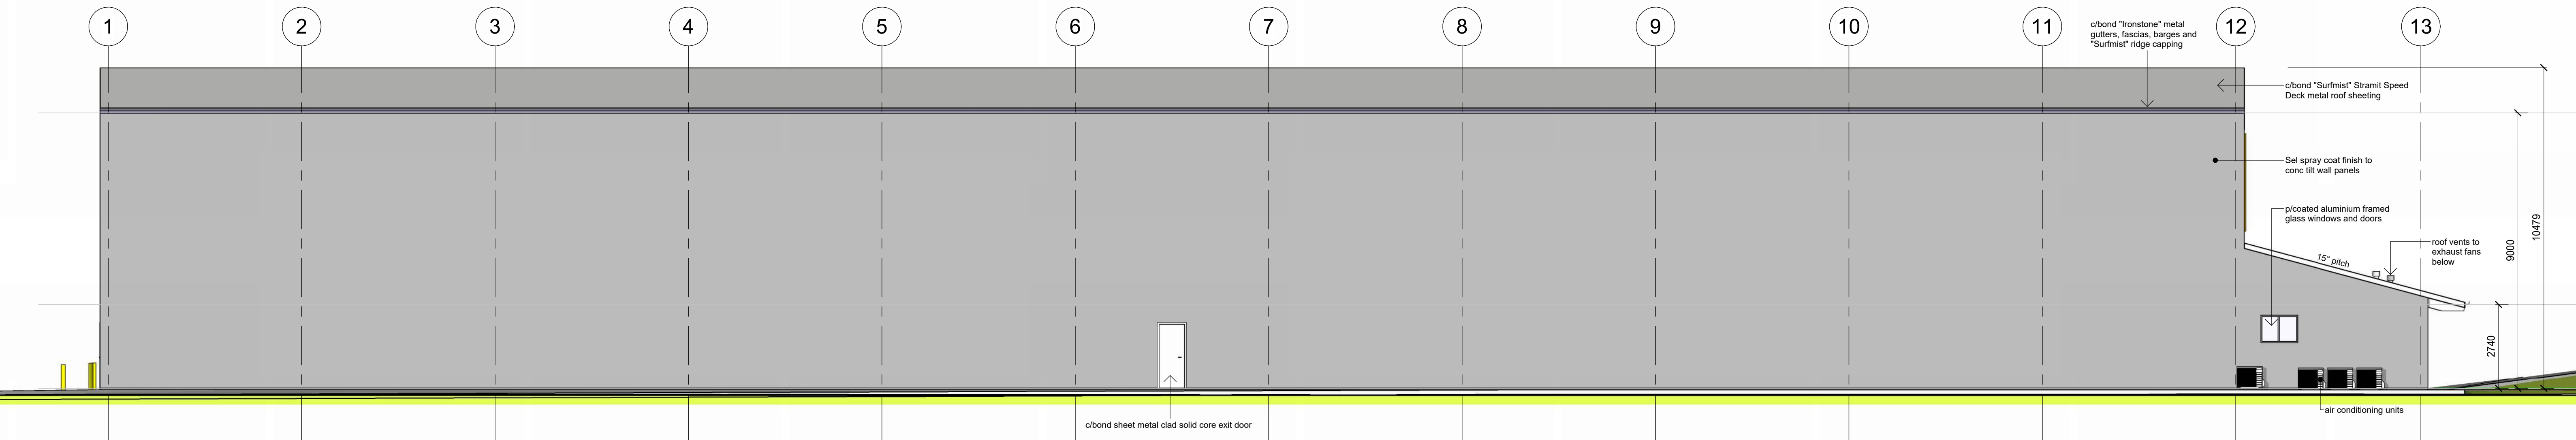 1 2 3 4 5 6 7 8 9 10 11 12 13
c/bond "Ironstone" metal
gutters, fascias, barges and
"Surfmist" ridge capping
c/bond "Surfmist" Stramit Speed
Deck metal roof sheeting
Sel spray coat finish to
conc tilt wall panels
p/coated aluminium framed
glass windows and doors
15° pitch
roof vents to
exhaust fans
below
10479
9000
2740
air conditioning units
c/bond sheet metal clad solid core exit door